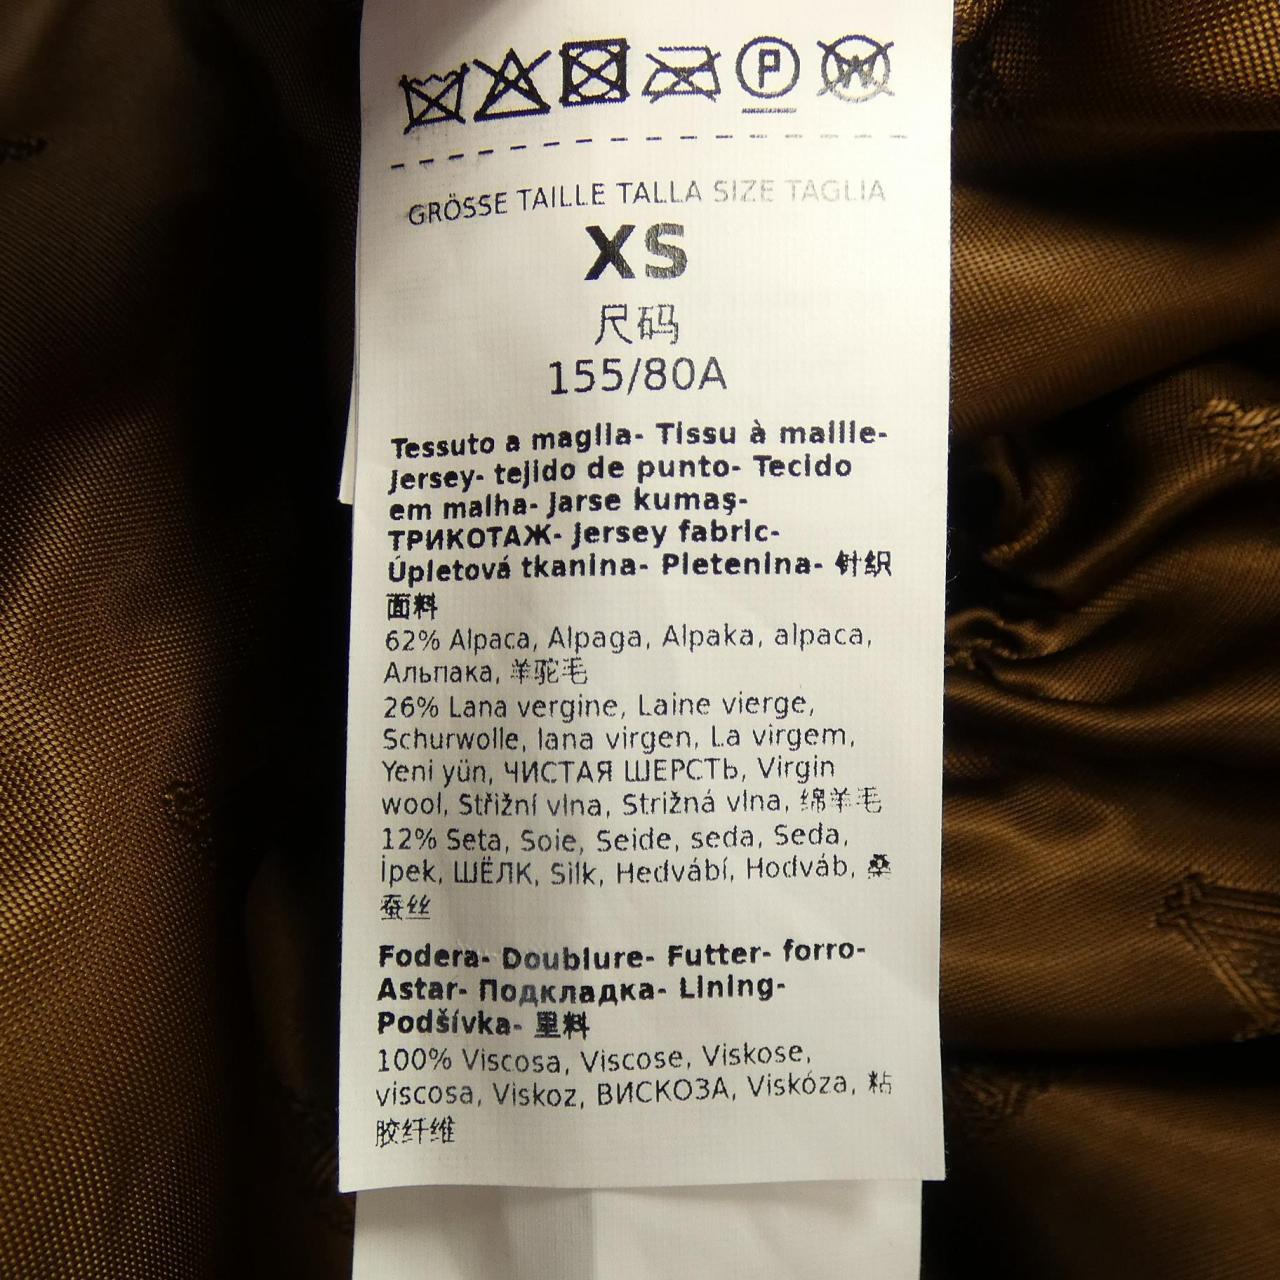 GRÖSSE TAILLE TALLA SIZE TAGLIA
XS
尺码
155/80A
Tessuto a maglia- Tissu à maille-
Jersey- tejido de punto- Tecido
em malha- Jarse kumaş-
ТРИКОТАЖ- Jersey fabric-
Úpletová tkanina- Pletenina- 针织
面料
62% Alpaca, Alpaga, Alpaka, alpaca,
Альпака, 羊驼毛
26% Lana vergine, Laine vierge,
Schurwolle, lana virgen, La virgem,
Yeni yün, ЧИСТАЯ ШЕРСТЬ, Virgin
wool, Střižní vlna, Strižná vlna, 绵羊毛
12% Seta, Soie, Seide, seda, Seda,
İpek, ШЁЛК, Silk, Hedvábí, Hodváb, 桑
蚕丝
Fodera- Doublure- Futter- forro-
Astar- Подкладка- Lining-
Podšívka- 里料
100% Viscosa, Viscose, Viskose,
viscosa, Viskoz, ВИСКОЗА, Viskóza, 粘
胶纤维